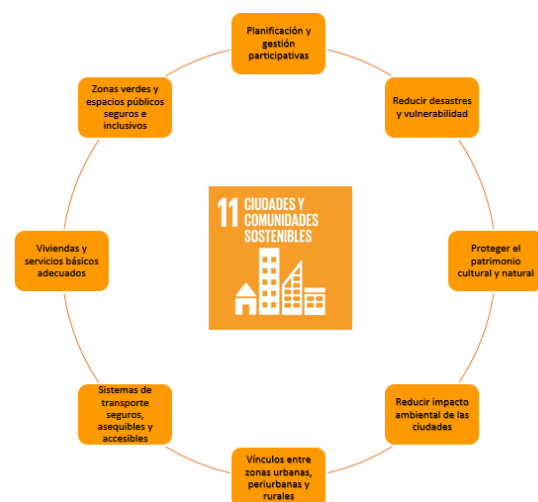 Planificación y
gestión
participativas
Reducir desastres
y vulnerabilidad
Proteger el
patrimonio
cultural y natural
Reducir impacto
ambiental de las
ciudades
Vínculos entre
zonas urbanas,
periurbanas y
rurales
Sistemas de
transporte
seguros,
asequibles y
accesibles
Viviendas y
servicios básicos
adecuados
Zonas verdes y
espacios públicos
seguros e
inclusivos
11 CIUDADES Y
COMUNIDADES
SOSTENIBLES